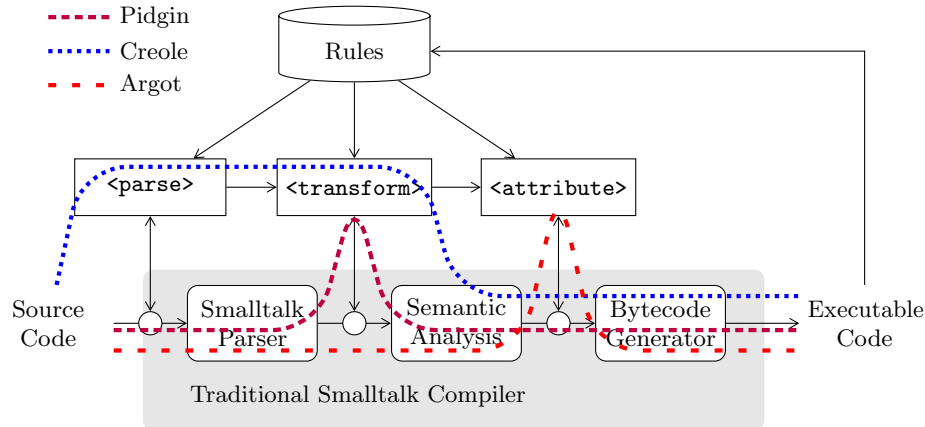 Pidgin
Creole
Argot
Rules
<parse>
<transform>
<attribute>
Source
Code
Smalltalk
Parser
Semantic
Analysis
Bytecode
Generator
Executable
Code
Traditional Smalltalk Compiler